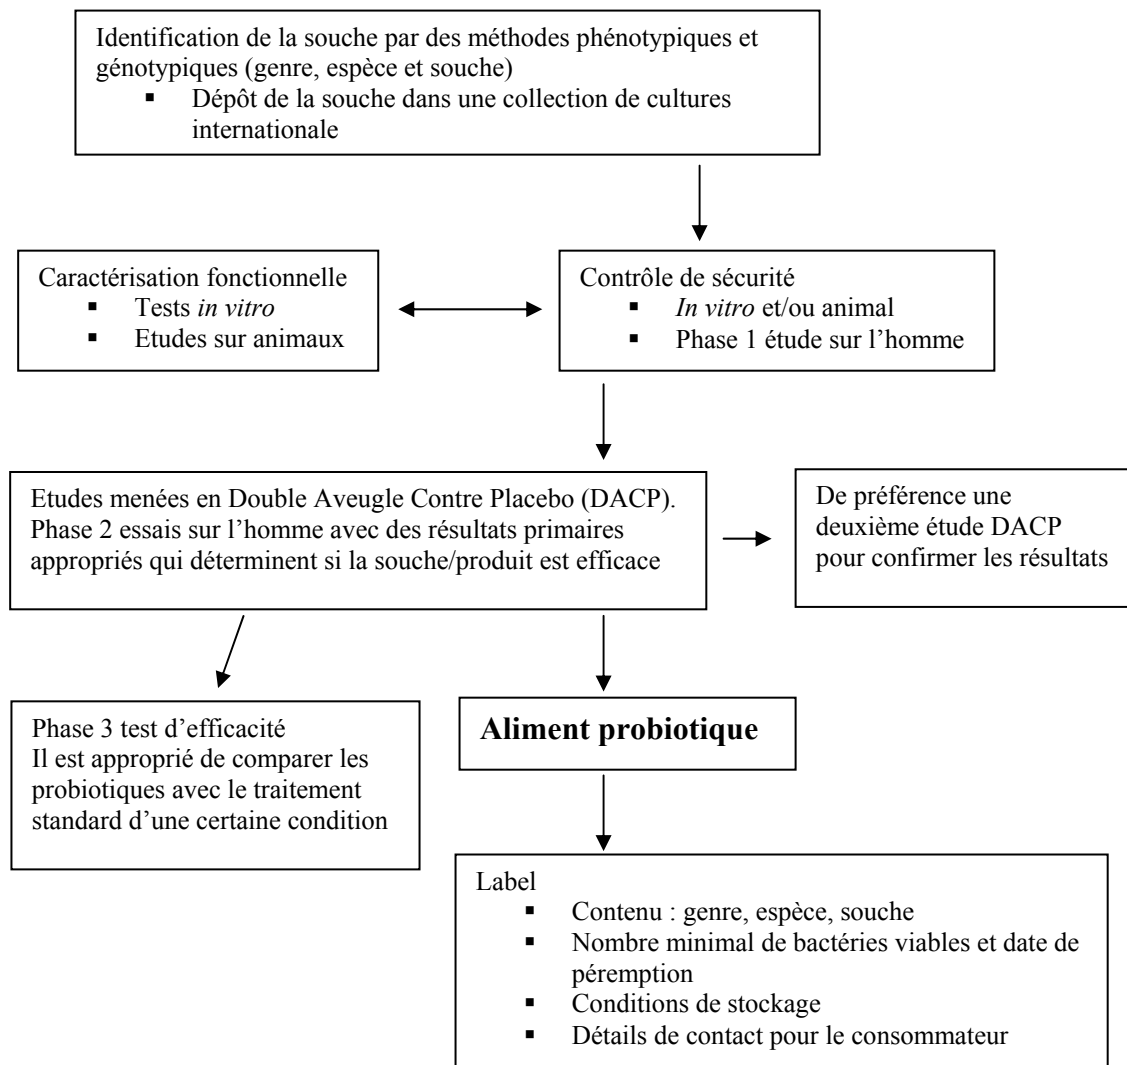 Identification de la souche par des méthodes phénotypiques et
génotypiques (genre, espèce et souche)
▪ Dépôt de la souche dans une collection de cultures
internationale
Caractérisation fonctionnelle
▪ Tests in vitro
▪ Etudes sur animaux
Contrôle de sécurité
▪ In vitro et/ou animal
▪ Phase 1 étude sur l’homme
Etudes menées en Double Aveugle Contre Placebo (DACP).
Phase 2 essais sur l’homme avec des résultats primaires
appropriés qui déterminent si la souche/produit est efficace
De préférence une
deuxième étude DACP
pour confirmer les résultats
Phase 3 test d’efficacité
Il est approprié de comparer les
probiotiques avec le traitement
standard d’une certaine condition
Aliment probiotique
Label
▪ Contenu : genre, espèce, souche
▪ Nombre minimal de bactéries viables et date de
péremption
▪ Conditions de stockage
▪ Détails de contact pour le consommateur